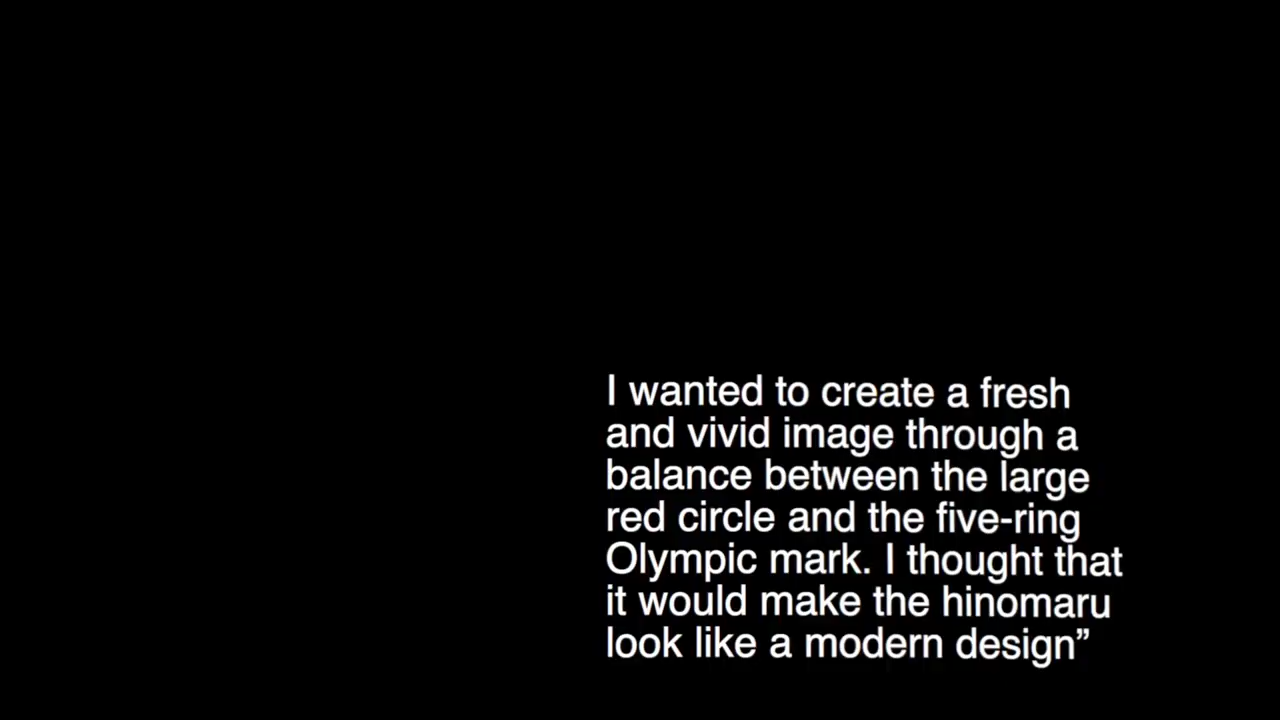 I wanted to create a fresh
and vivid image through a
balance between the large
red circle and the five-ring
Olympic mark. I thought that
it would make the hinomaru
look like a modern design”